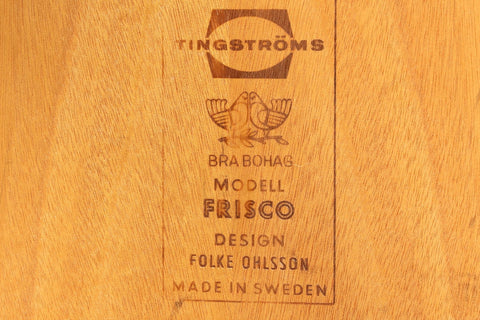 TINGSTRÖMS
BRA BOHAG
MODELL
FRISCO
DESIGN
FOLKE OHLSSON
MADE IN SWEDEN